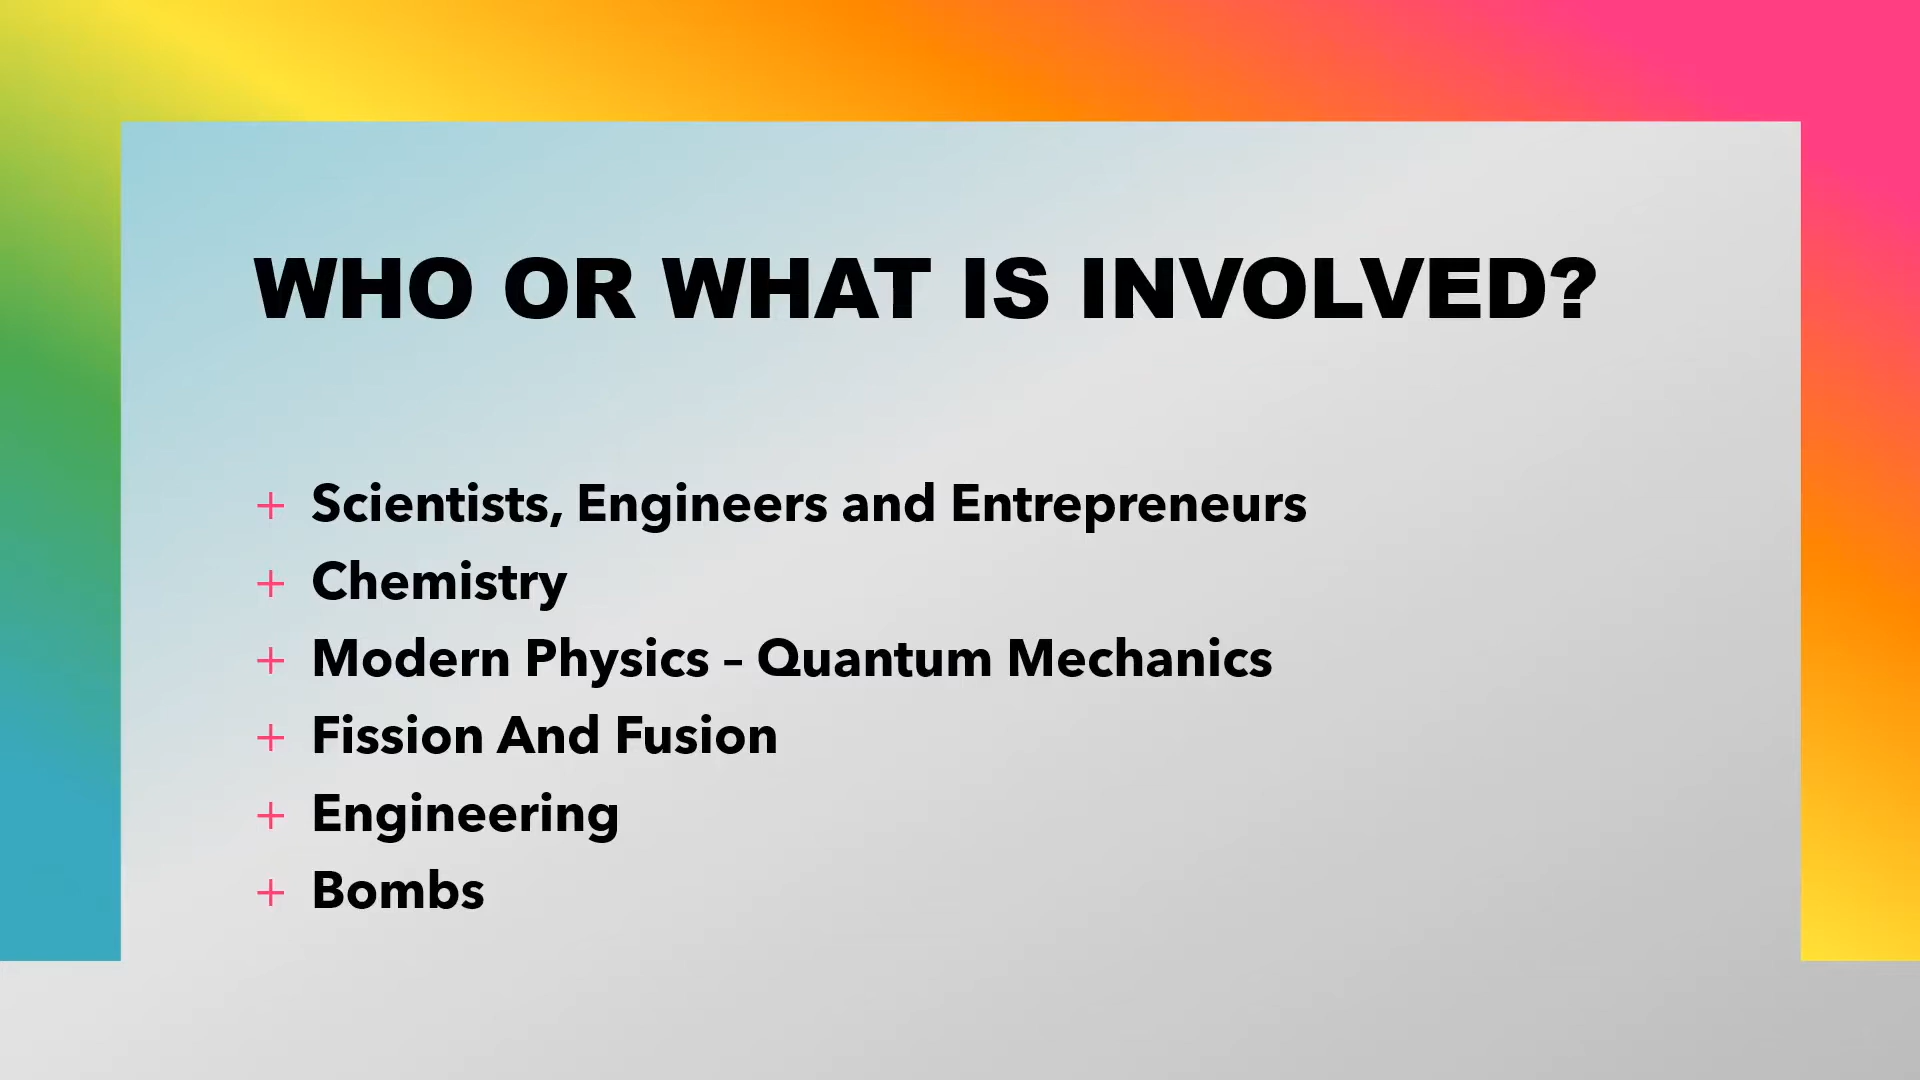 WHO OR WHAT IS INVOLVED?
+ Scientists, Engineers and Entrepreneurs
+ Chemistry
+ Modern Physics – Quantum Mechanics
+ Fission And Fusion
+ Engineering
+ Bombs